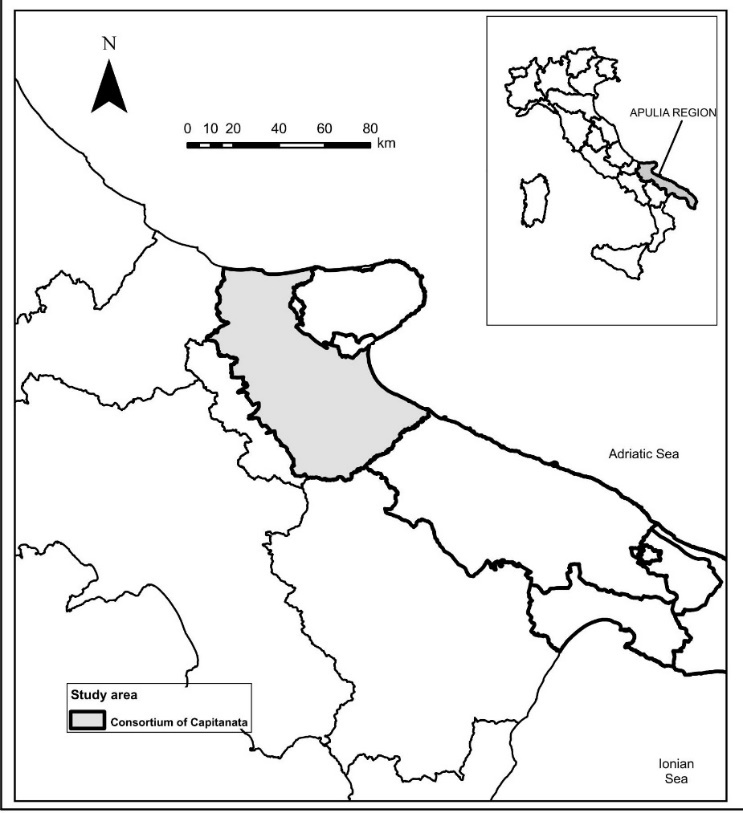 N
0 10 20 40 60 80
km
APULIA REGION
Adriatic Sea
Study area
Consortium of Capitanata
Ionian
Sea